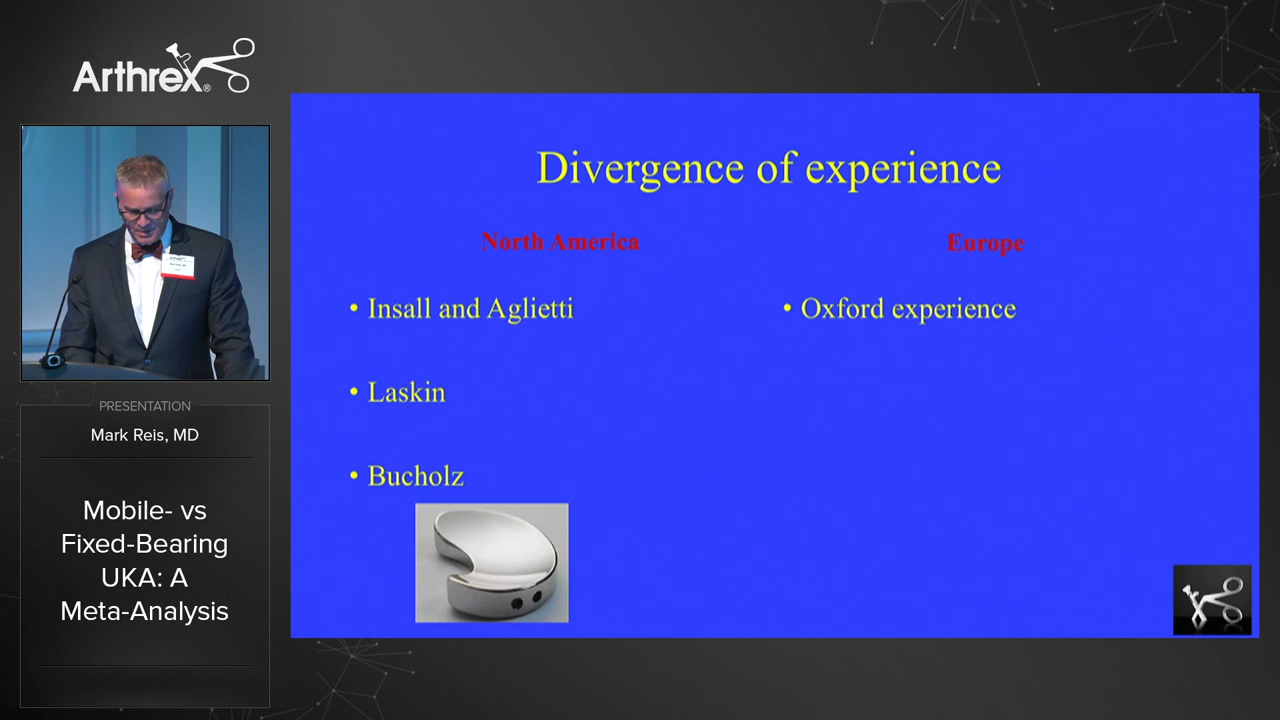 Arthrex®
PRESENTATION
Mark Reis, MD
Mobile- vs
Fixed-Bearing
UKA: A
Meta-Analysis
Divergence of experience
North America
Europe
• Insall and Aglietti
• Oxford experience
• Laskin
• Bucholz